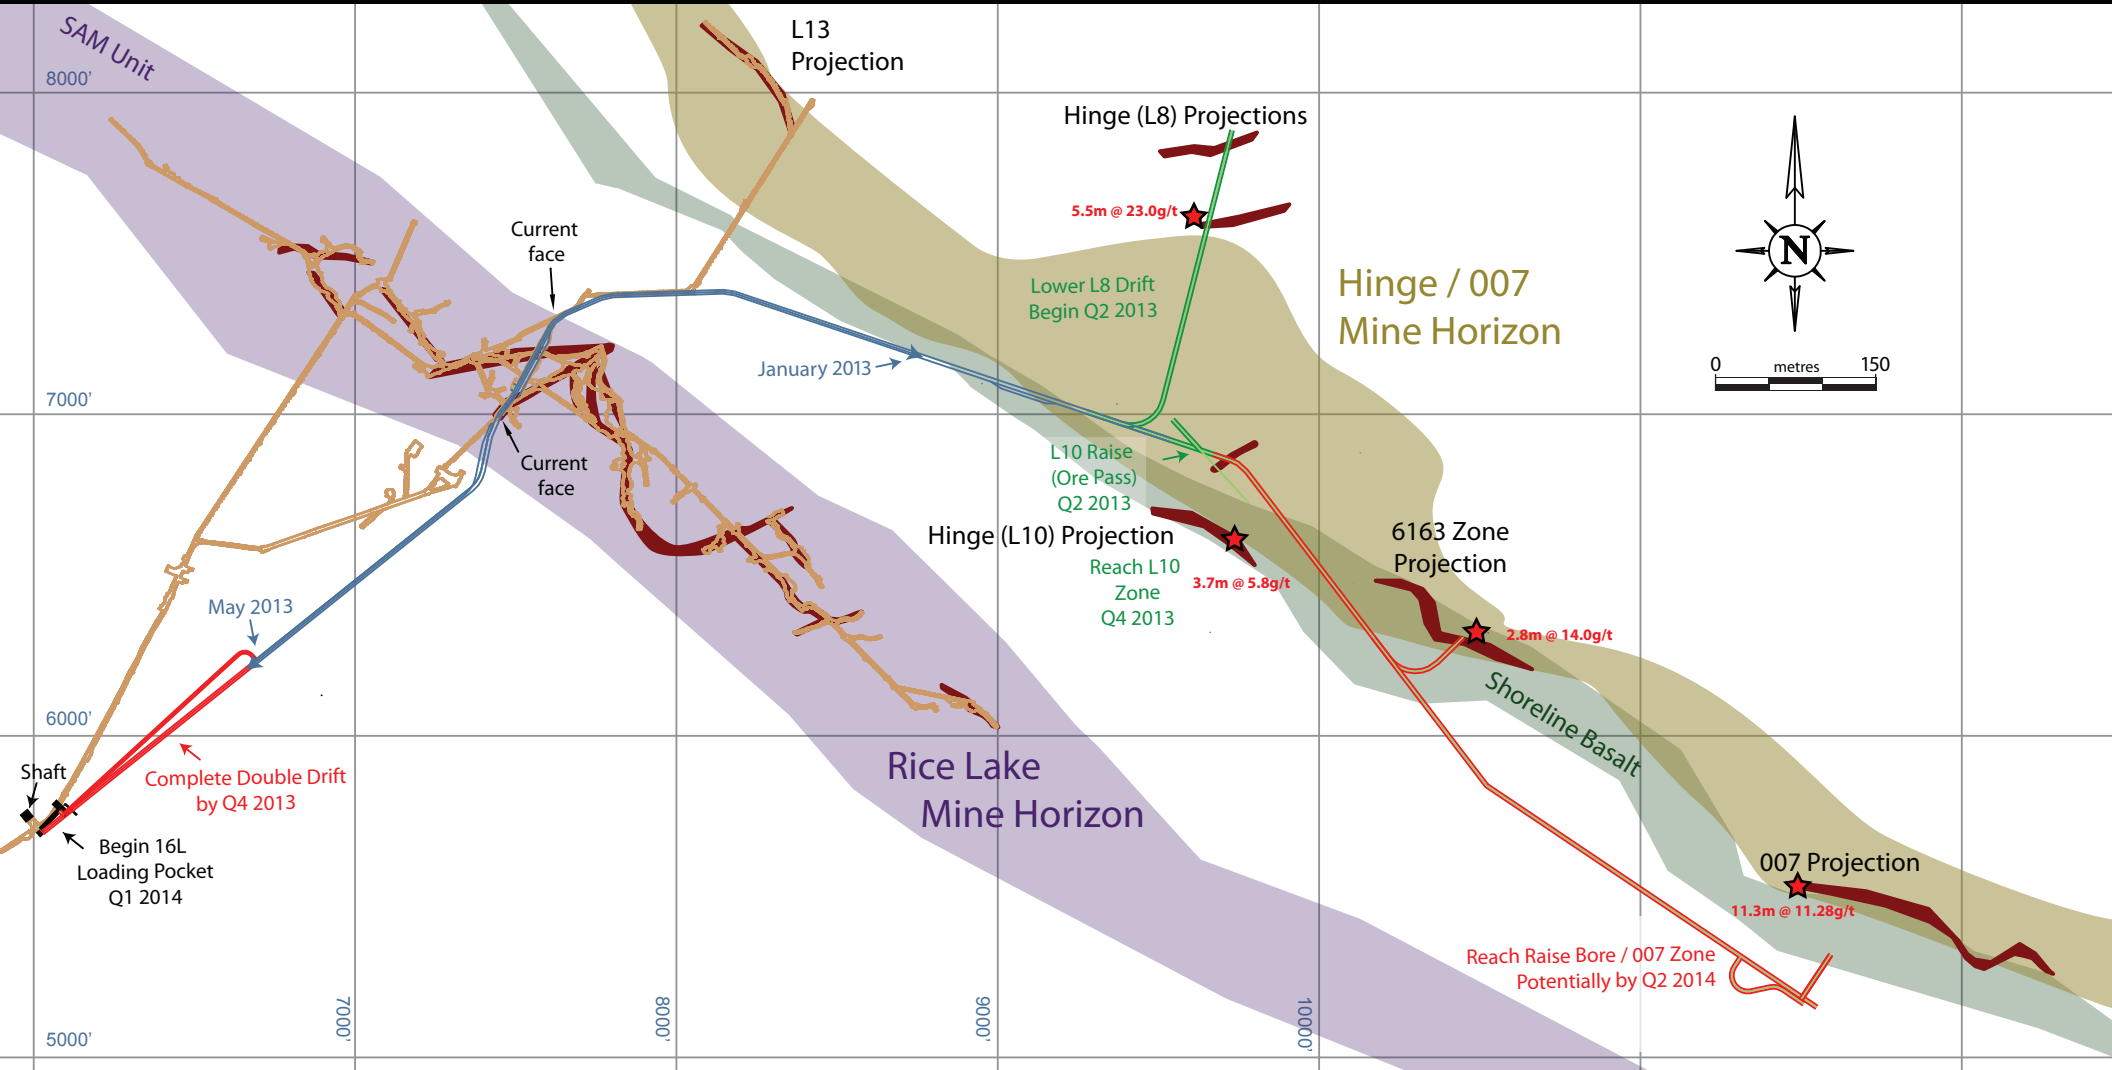 SAM Unit
L13
Projection
8000'
Hinge (L8) Projections
5.5m @ 23.0g/t
Current
face
Lower L8 Drift
Begin Q2 2013
Hinge / 007
Mine Horizon
N
0 metres 150
January 2013
7000'
L10 Raise
(Ore Pass)
Q2 2013
Current
face
Hinge (L10) Projection
Reach L10
Zone
Q4 2013
3.7m @ 5.8g/t
6163 Zone
Projection
2.8m @ 14.0g/t
May 2013
Shoreline Basalt
6000'
Shaft
Complete Double Drift
by Q4 2013
Rice Lake
Mine Horizon
Begin 16L
Loading Pocket
Q1 2014
007 Projection
11.3m @ 11.28g/t
Reach Raise Bore / 007 Zone
Potentially by Q2 2014
5000'
7000'
8000'
9000'
10000'